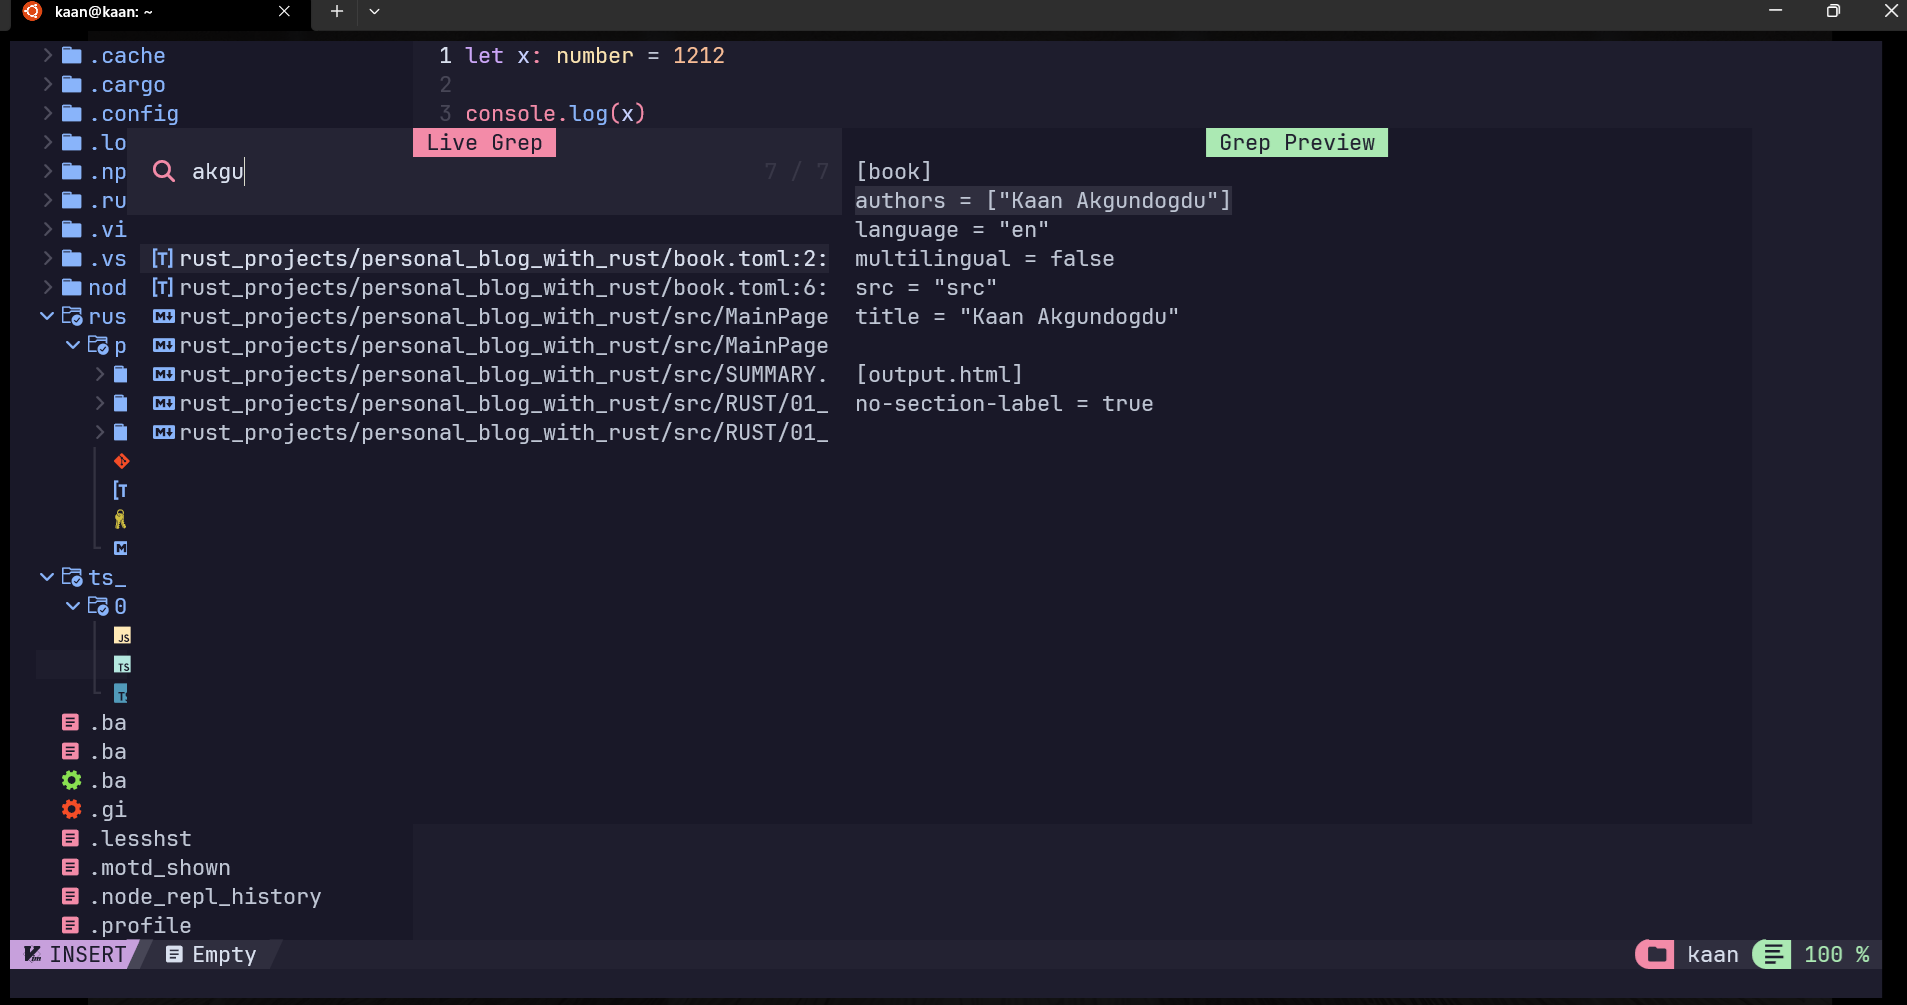 kaan@kaan: ~
.cache
.cargo
.config
.lo
.np
.ru
.vi
.vs
nod
rus
p
ts_
0
JS
TS
TS
.ba
.ba
.ba
.gi
.lesshst
.motd_shown
.node_repl_history
.profile
1 let x: number = 1212
2
3 console.log(x)
Live Grep
akgu 7 / 7
[T] rust_projects/personal_blog_with_rust/book.toml:2:
[T] rust_projects/personal_blog_with_rust/book.toml:6:
M↓ rust_projects/personal_blog_with_rust/src/MainPage
M↓ rust_projects/personal_blog_with_rust/src/MainPage
M↓ rust_projects/personal_blog_with_rust/src/SUMMARY.
M↓ rust_projects/personal_blog_with_rust/src/RUST/01_
M↓ rust_projects/personal_blog_with_rust/src/RUST/01_
Grep Preview
[book]
authors = ["Kaan Akgundogdu"]
language = "en"
multilingual = false
src = "src"
title = "Kaan Akgundogdu"
[output.html]
no-section-label = true
INSERT Empty kaan 100 %